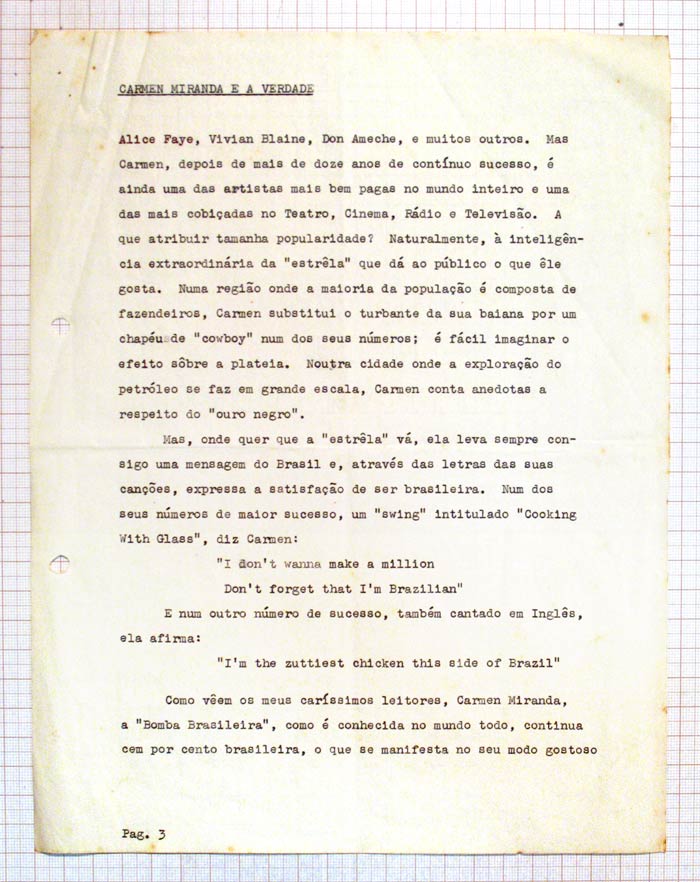 CARMEN MIRANDA E A VERDADE
Alice Faye, Vivian Blaine, Don Ameche, e muitos outros. Mas
Carmen, depois de mais de doze anos de contínuo sucesso, é
ainda uma das artistas mais bem pagas no mundo inteiro e uma
das mais cobiçadas no Teatro, Cinema, Rádio e Televisão. A
que atribuir tamanha popularidade? Naturalmente, à inteligên-
cia extraordinária da "estrêla" que dá ao público o que êle
gosta. Numa região onde a maioria da população é composta de
fazendeiros, Carmen substitui o turbante da sua baiana por um
chapéu de "cowboy" num dos seus números; é fácil imaginar o
efeito sôbre a plateia. Noutra cidade onde a exploração do
petróleo se faz em grande escala, Carmen conta anedotas a
respeito do "ouro negro".
Mas, onde quer que a "estrêla" vá, ela leva sempre con-
sigo uma mensagem do Brasil e, através das letras das suas
canções, expressa a satisfação de ser brasileira. Num dos
seus números de maior sucesso, um "swing" intitulado "Cooking
With Glass", diz Carmen:
"I don't wanna make a million
Don't forget that I'm Brazilian"
E num outro número de sucesso, também cantado em Inglês,
ela afirma:
"I'm the zuttiest chicken this side of Brazil"
Como vêem os meus caríssimos leitores, Carmen Miranda,
a "Bomba Brasileira", como é conhecida no mundo todo, continua
cem por cento brasileira, o que se manifesta no seu modo gostoso
Pag. 3